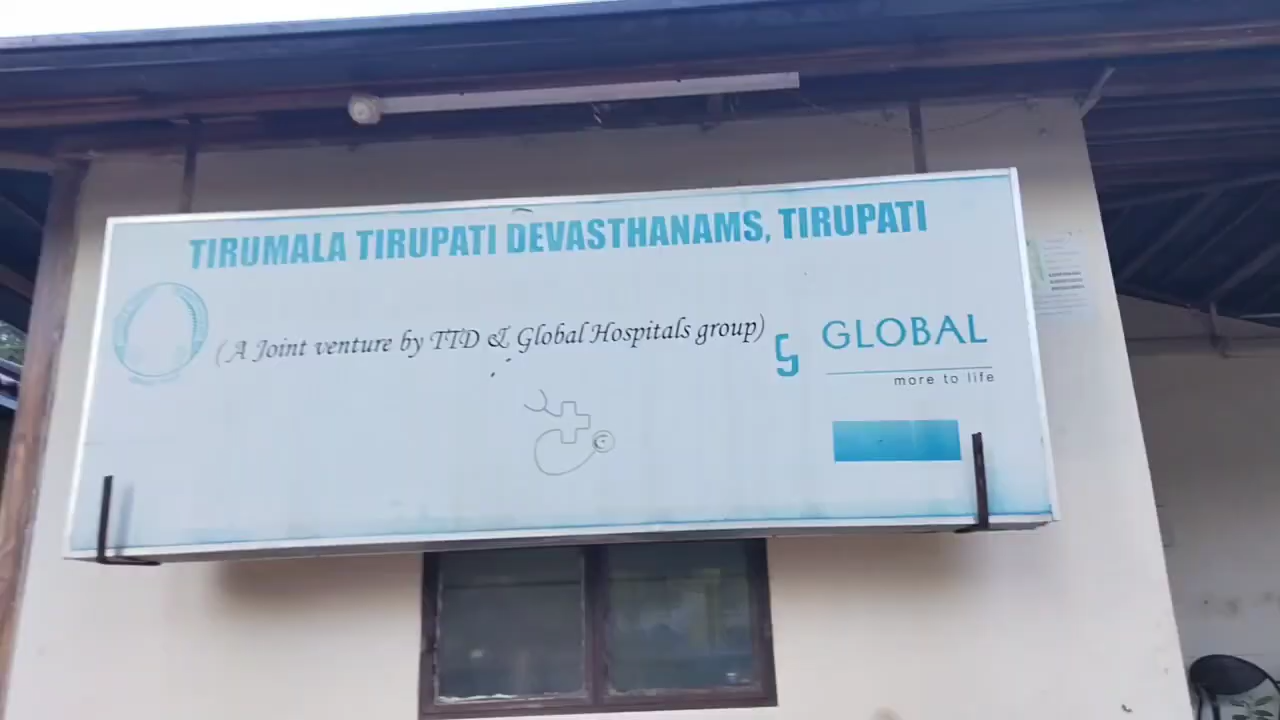 TIRUMALA TIRUPATI DEVASTHANAMS, TIRUPATI
(A Joint venture by TTD & Global Hospitals group)
GLOBAL
more to life